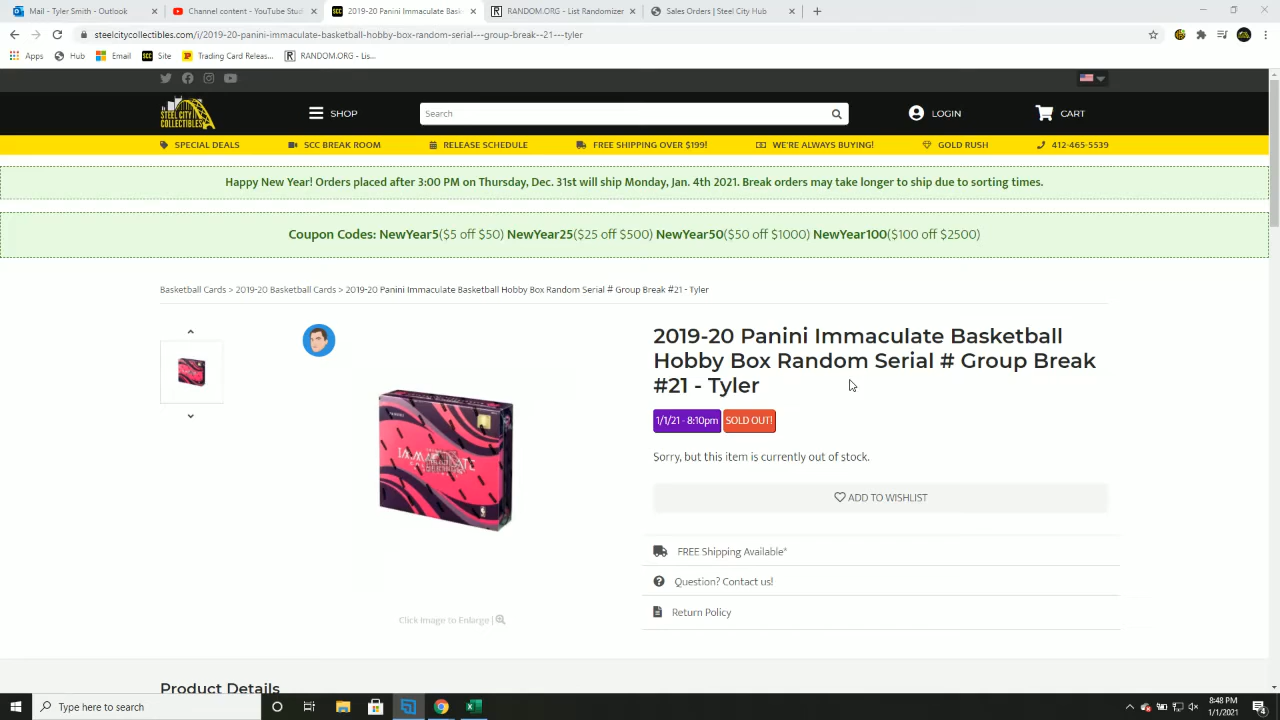 Mail - Tyler Smith - Outlook
Channel content - YouTube Stud
2019-20 Panini Immaculate Bask
RANDOM.ORG - List Randomizer
Sales Orders | Steel City Hub
steelcitycollectibles.com/i/2019-20-panini-immaculate-basketball-hobby-box-random-serial---group-break--21---tyler
Apps
Hub
Email
Site
Trading Card Releas...
RANDOM.ORG - Lis...
STEEL CITY COLLECTIBLES
SHOP
Search
LOGIN
CART
SPECIAL DEALS
SCC BREAK ROOM
RELEASE SCHEDULE
FREE SHIPPING OVER $199!
WE'RE ALWAYS BUYING!
GOLD RUSH
412-465-5539
Happy New Year! Orders placed after 3:00 PM on Thursday, Dec. 31st will ship Monday, Jan. 4th 2021. Break orders may take longer to ship due to sorting times.
Coupon Codes: NewYear5($5 off $50) NewYear25($25 off $500) NewYear50($50 off $1000) NewYear100($100 off $2500)
Basketball Cards > 2019-20 Basketball Cards > 2019-20 Panini Immaculate Basketball Hobby Box Random Serial # Group Break #21 - Tyler
2019-20 Panini Immaculate Basketball
Hobby Box Random Serial # Group Break
#21 - Tyler
1/1/21 - 8:10pm
SOLD OUT!
Sorry, but this item is currently out of stock.
ADD TO WISHLIST
FREE Shipping Available*
Question? Contact us!
Return Policy
Click Image to Enlarge |
Product Details
Type here to search
8:48 PM
1/1/2021
4